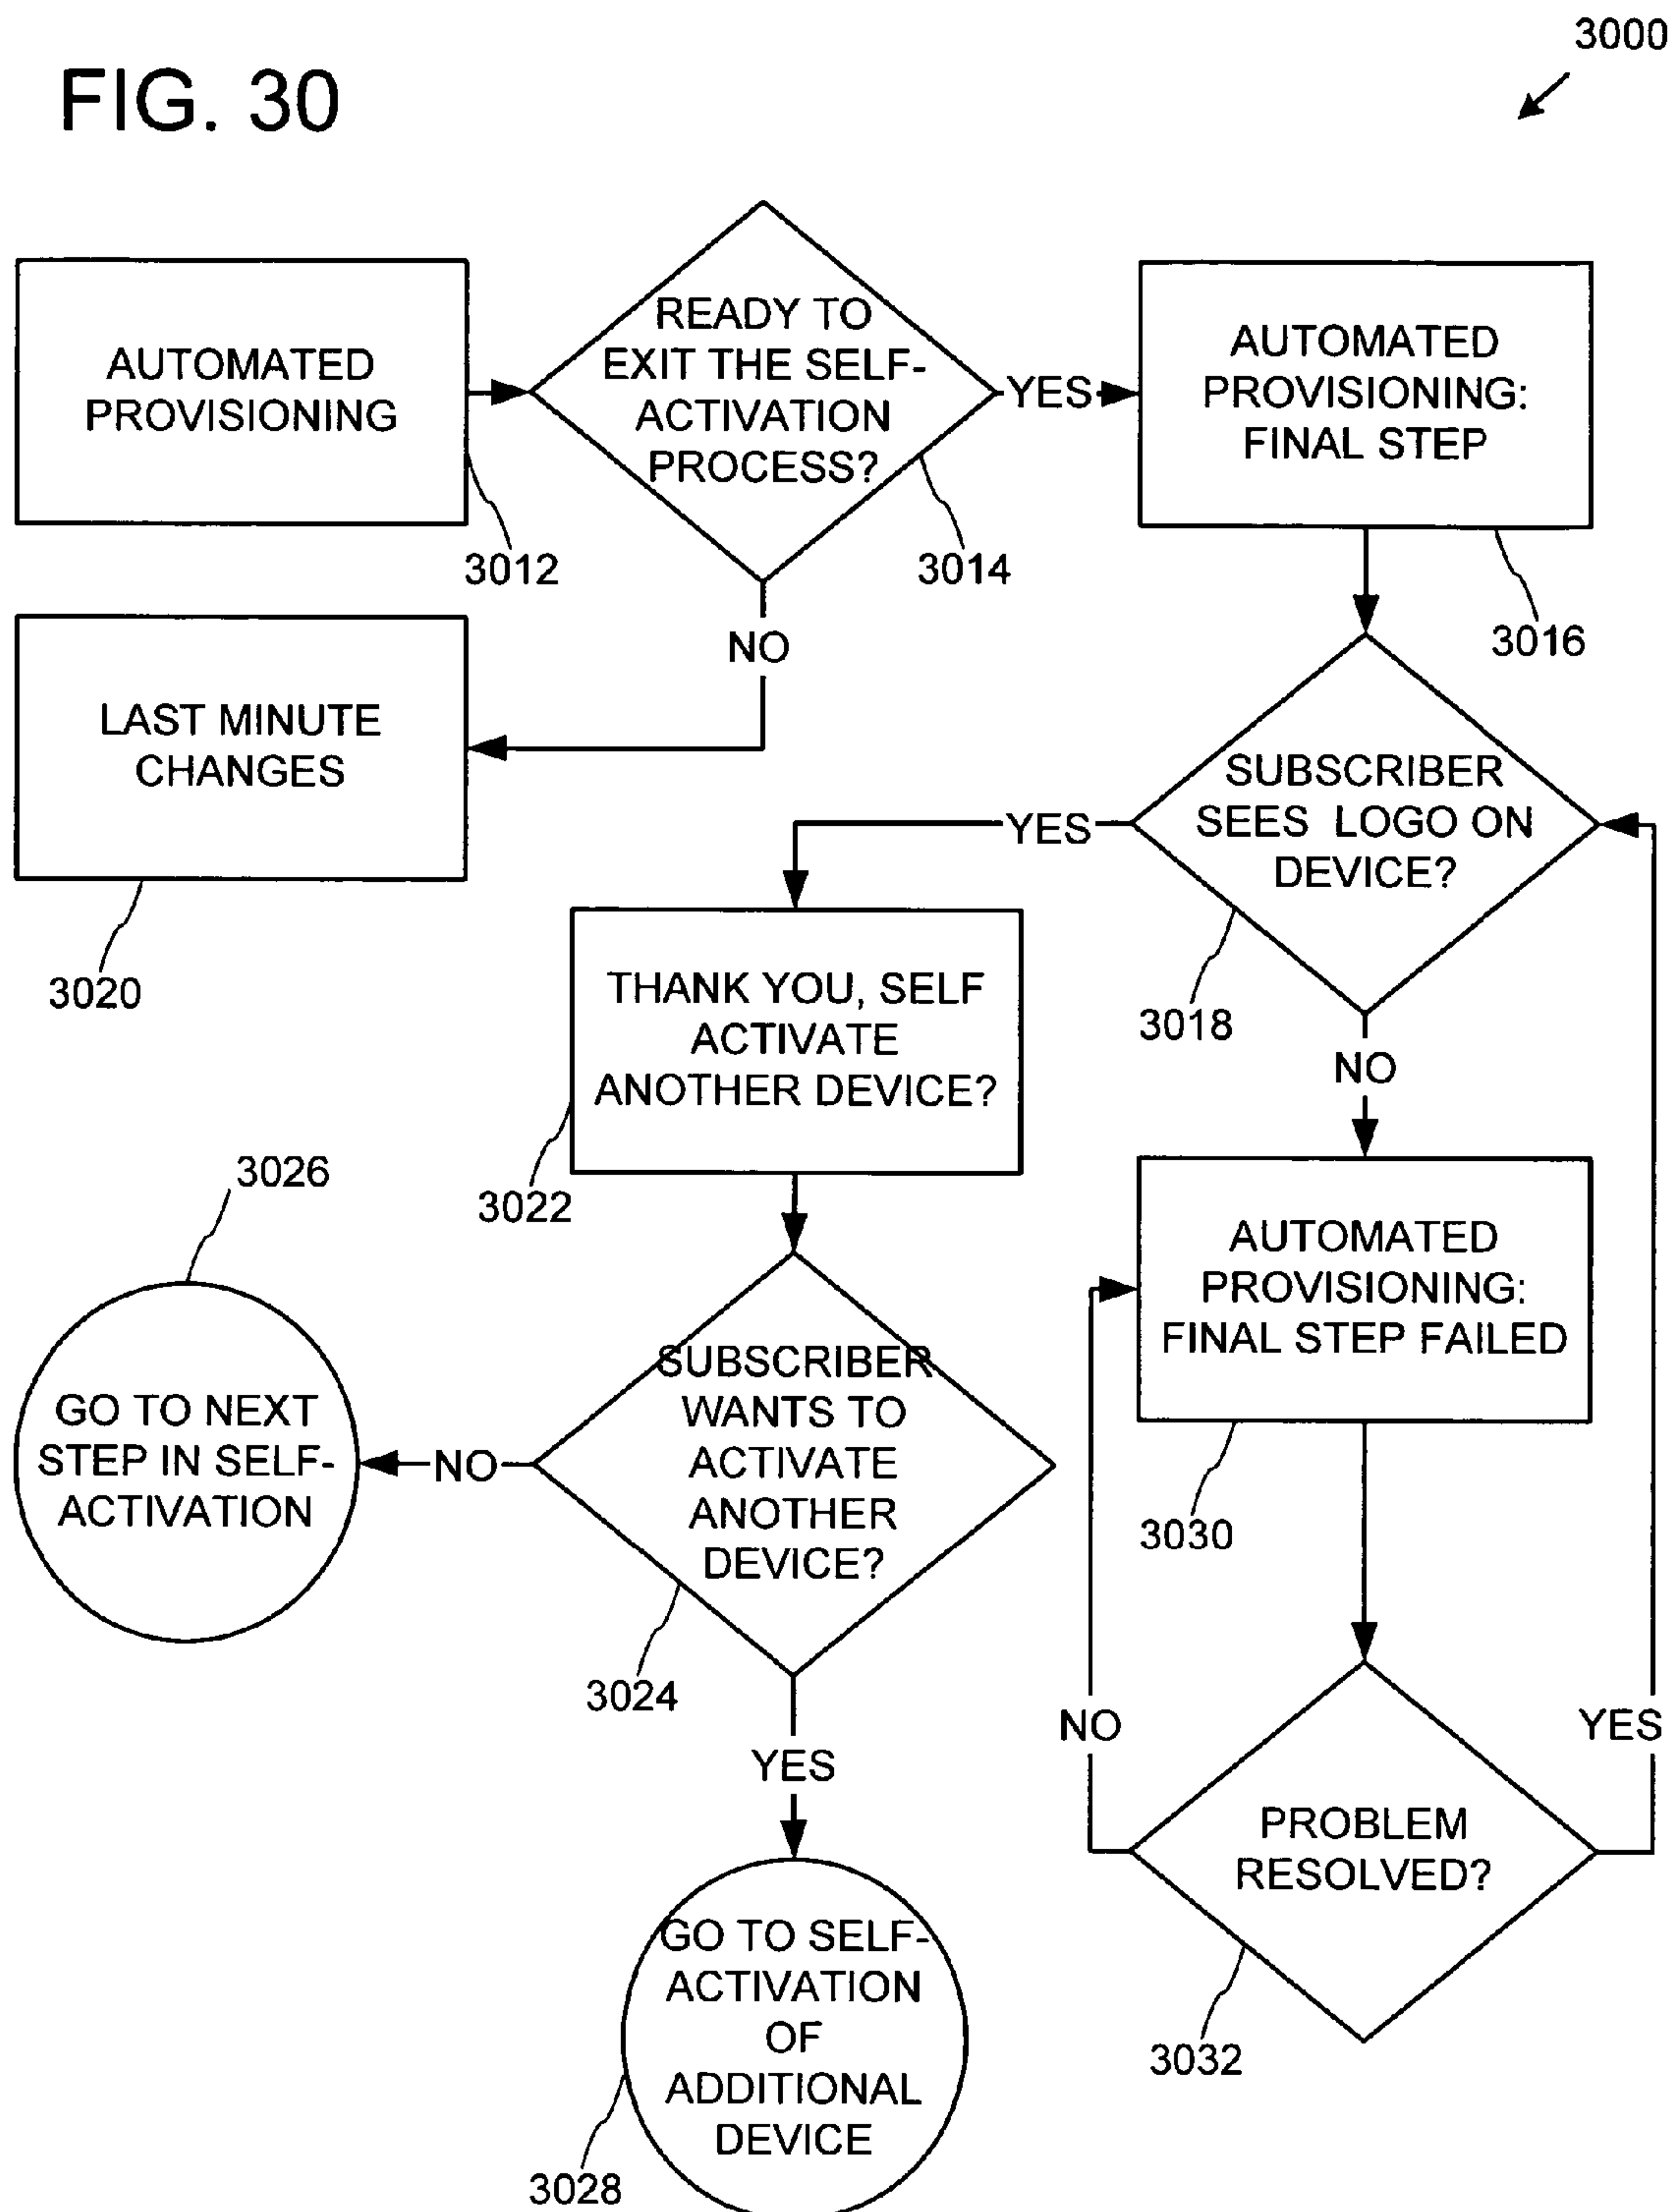 3000
FIG. 30
AUTOMATED
PROVISIONING
3012
READY TO
EXIT THE SELF-
ACTIVATION
PROCESS?
3014
YES
AUTOMATED
PROVISIONING:
FINAL STEP
3016
NO
LAST MINUTE
CHANGES
3020
SUBSCRIBER
SEES LOGO ON
DEVICE?
3018
YES
THANK YOU, SELF
ACTIVATE
ANOTHER DEVICE?
3022
NO
AUTOMATED
PROVISIONING:
FINAL STEP FAILED
3030
3026
GO TO NEXT
STEP IN SELF-
ACTIVATION
NO
SUBSCRIBER
WANTS TO
ACTIVATE
ANOTHER
DEVICE?
3024
YES
NO
YES
PROBLEM
RESOLVED?
3032
GO TO SELF-
ACTIVATION
OF
ADDITIONAL
DEVICE
3028